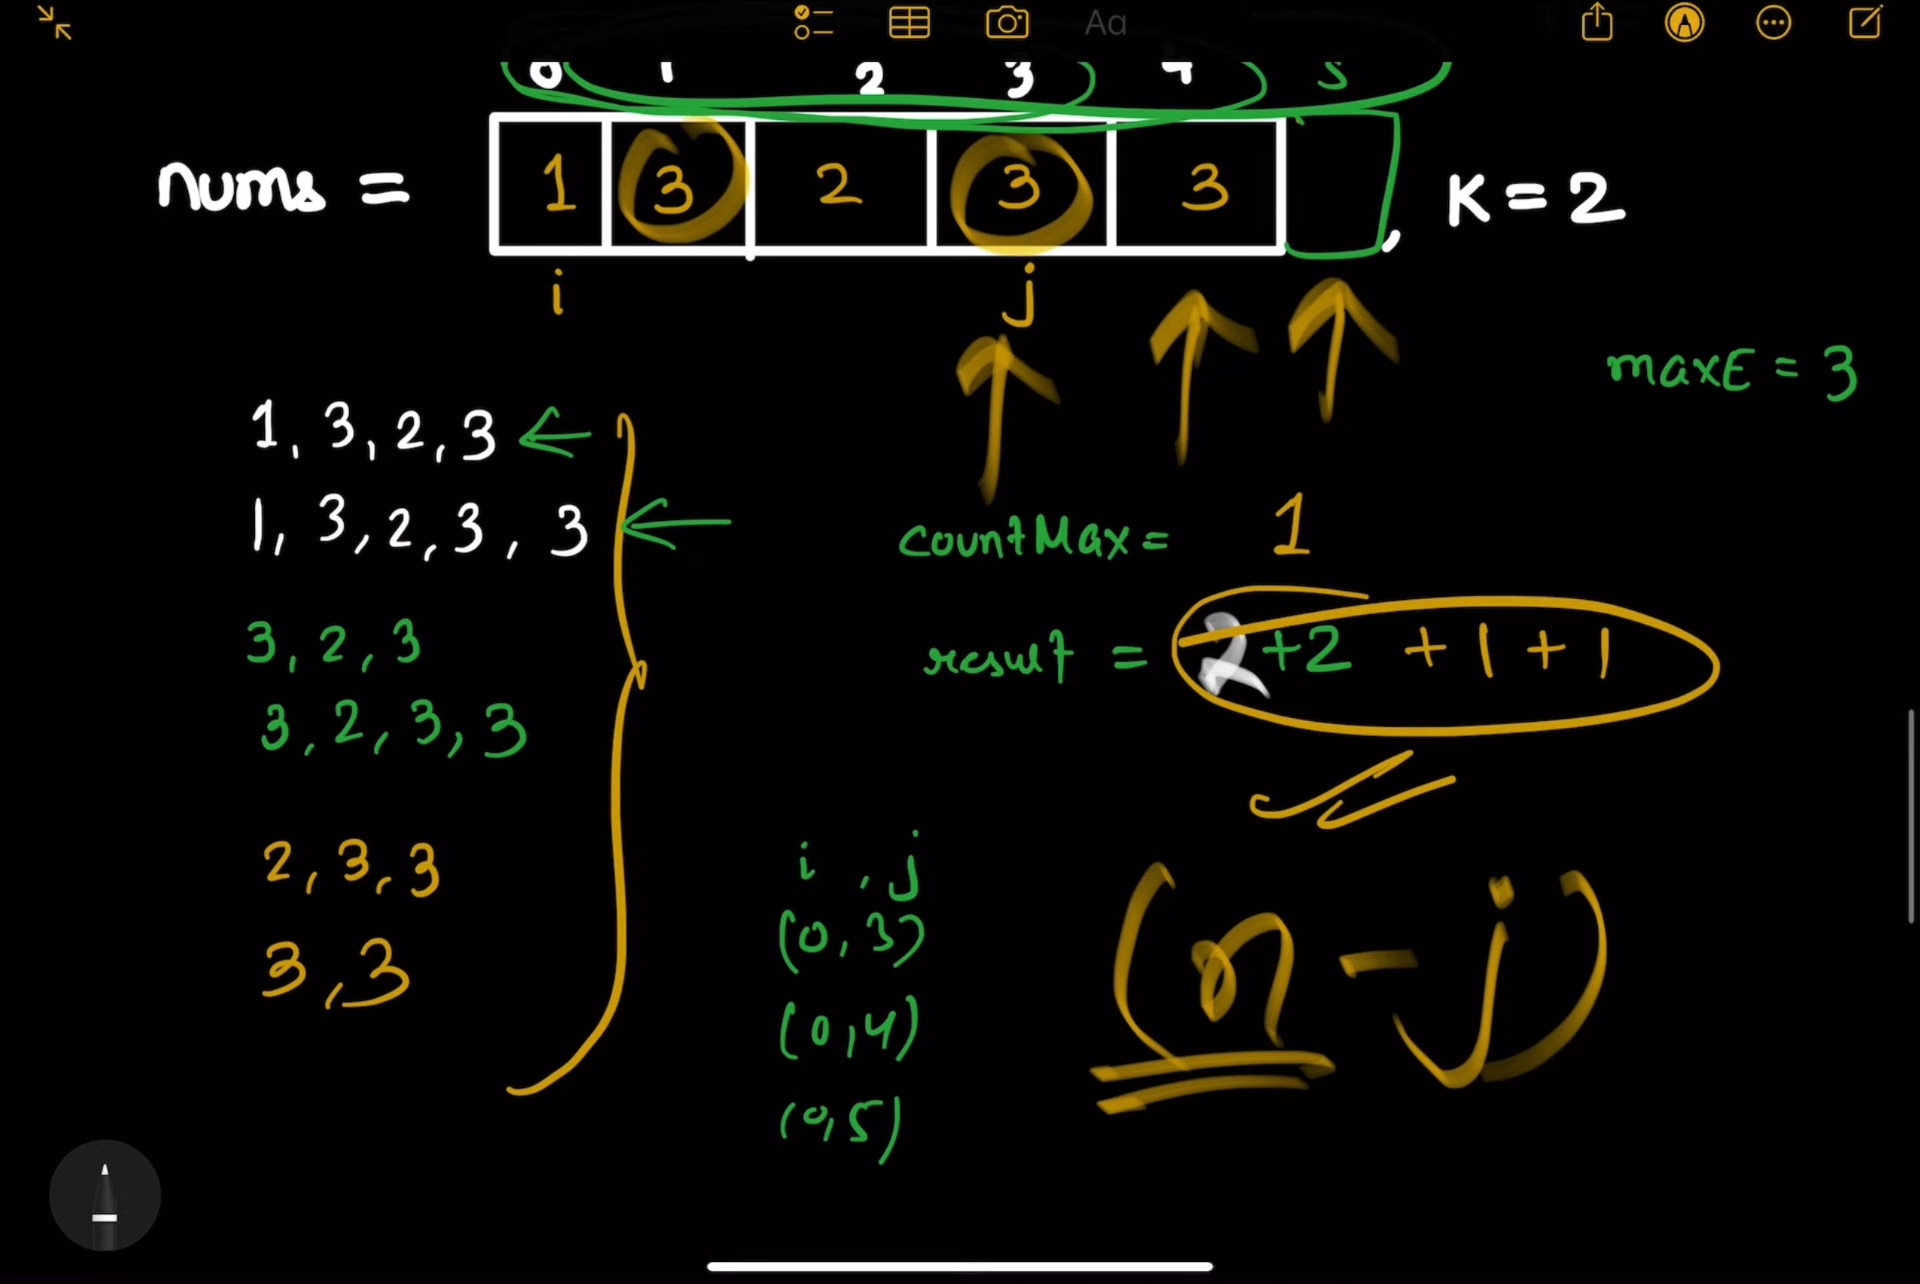 Aa
0 1 2 3 4 5
nums = 1 3 2 3 3 , K = 2
i j
maxE = 3
1, 3, 2, 3
1, 3, 2, 3, 3
countMax = 1
3, 2, 3
result = 2 + 2 + 1 + 1
3, 2, 3, 3
2, 3, 3
i , j
(0, 3)
(n - j)
3, 3
(0, 4)
(0, 5)